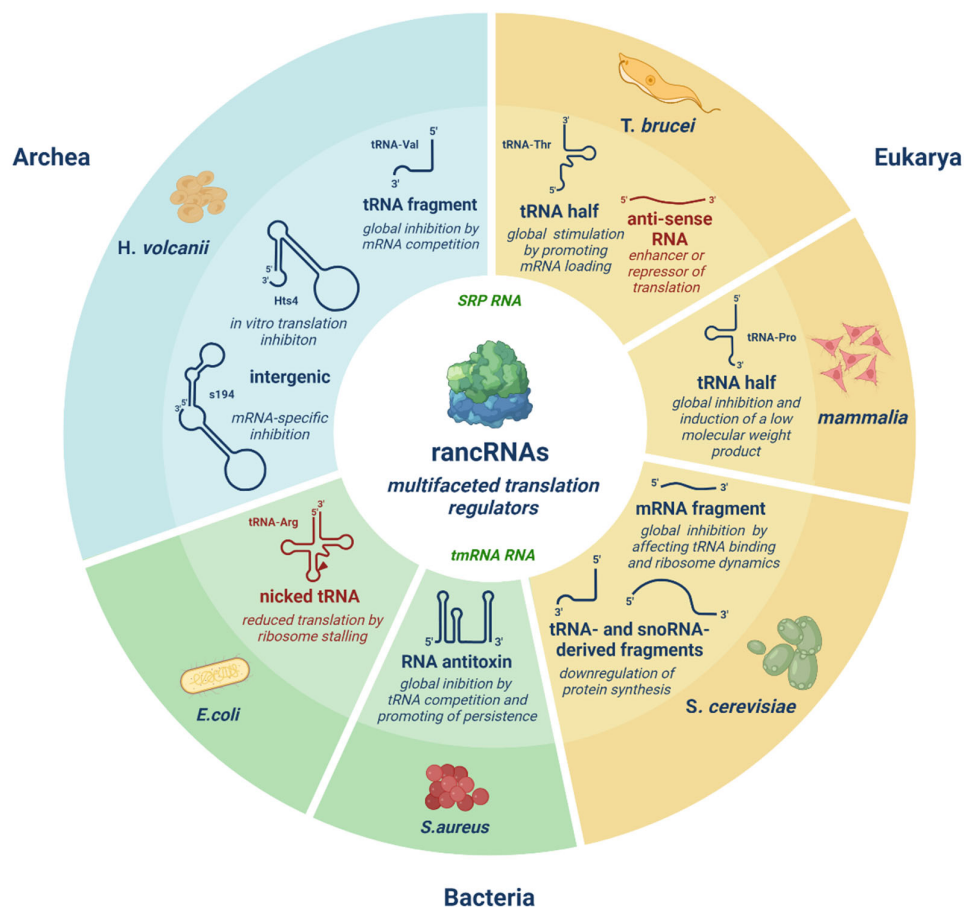 Archea
Eukarya
Bacteria
H. volcanii
tRNA-Val
5'
3'
tRNA fragment
global inhibition by
mRNA competition
3'
5'
Hts4
in vitro translation
inhibiton
intergenic
s194
3'
5'
mRNA-specific
inhibition
T. brucei
3'
tRNA-Thr
5'
tRNA half
global stimulation
by promoting
mRNA loading
5'
3'
anti-sense
RNA
enhancer or
repressor of
translation
mammalia
5'
tRNA-Pro
3'
tRNA half
global inhibition and
induction of a low
molecular weight
product
S. cerevisiae
5'
3'
mRNA fragment
global inhibition by
affecting tRNA binding
and ribosome dynamics
5'
3'
5'
3'
tRNA- and snoRNA-
derived fragments
downregulation of
protein synthesis
S.aureus
5'
3'
RNA antitoxin
global inibition by
tRNA competition and
promoting of persistence
E.coli
tRNA-Arg
5'
3'
nicked tRNA
reduced translation by
ribosome stalling
SRP RNA
rancRNAs
multifaceted translation
regulators
tmRNA RNA